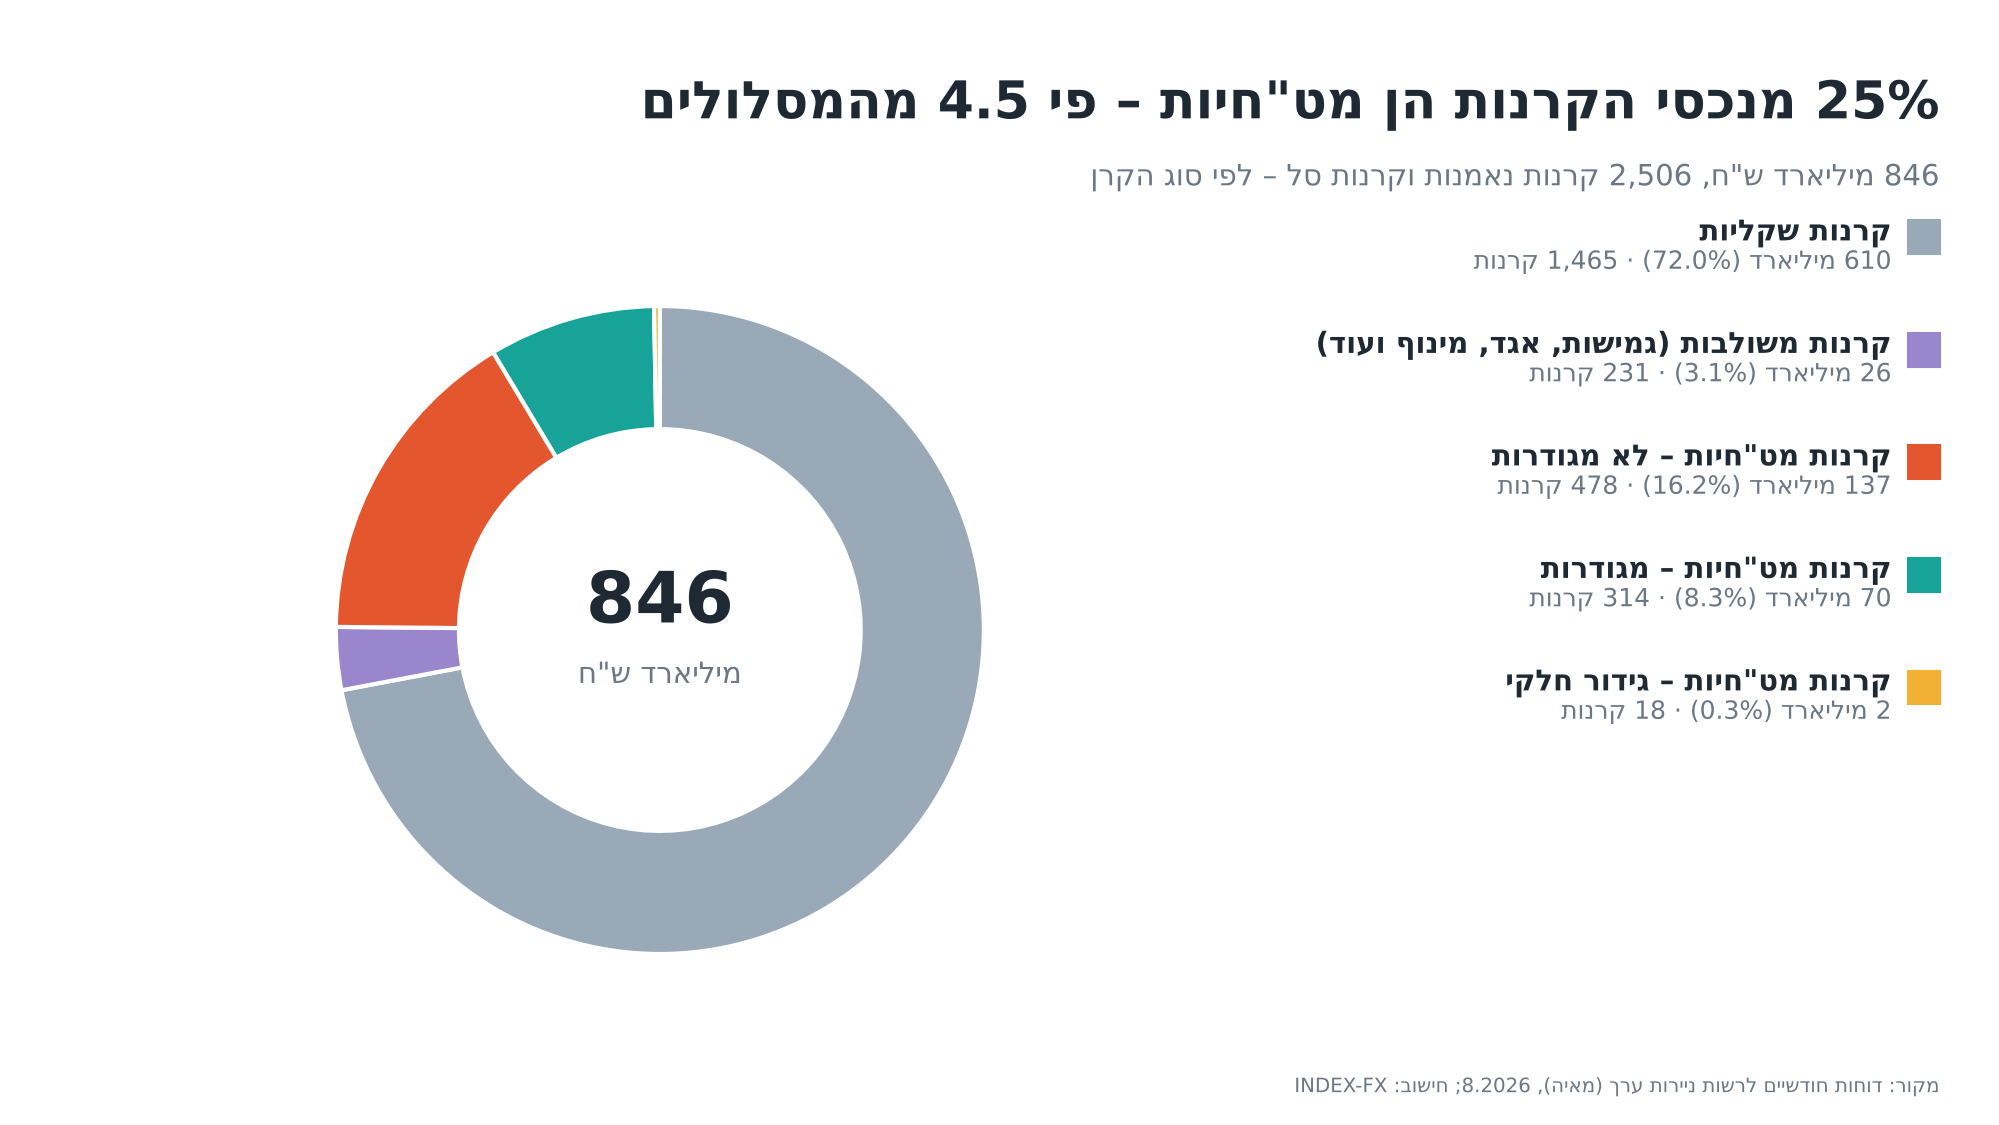 25% מנכסי הקרנות הן מט"חיות – פי 4.5 מהמסלולים
846 מיליארד ש"ח, 2,506 קרנות נאמנות וקרנות סל – לפי סוג הקרן
קרנות שקליות
610 מיליארד (72.0%) · 1,465 קרנות
קרנות משולבות (גמישות, אגד, מינוף ועוד)
26 מיליארד (3.1%) · 231 קרנות
קרנות מט"חיות – לא מגודרות
137 מיליארד (16.2%) · 478 קרנות
קרנות מט"חיות – מגודרות
70 מיליארד (8.3%) · 314 קרנות
קרנות מט"חיות – גידור חלקי
2 מיליארד (0.3%) · 18 קרנות
846
מיליארד ש"ח
מקור: דוחות חודשיים לרשות ניירות ערך (מאיה), 8.2026; חישוב: INDEX-FX